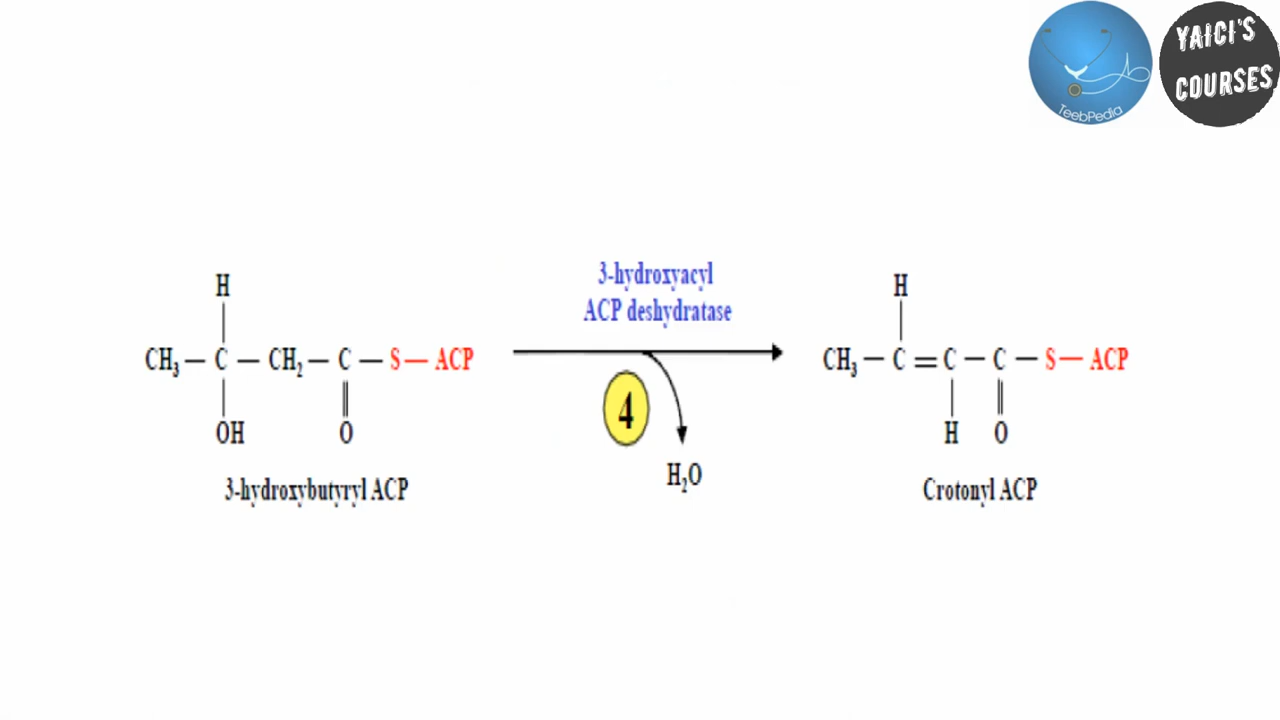 YAICI'S
COURSES
TeebPedia
3-hydroxyacyl
ACP deshydratase
H
H
CH₃ — C — CH₂ — C — S — ACP
CH₃ — C = C — C — S — ACP
4
OH
O
H
O
H₂O
3-hydroxybutyryl ACP
Crotonyl ACP